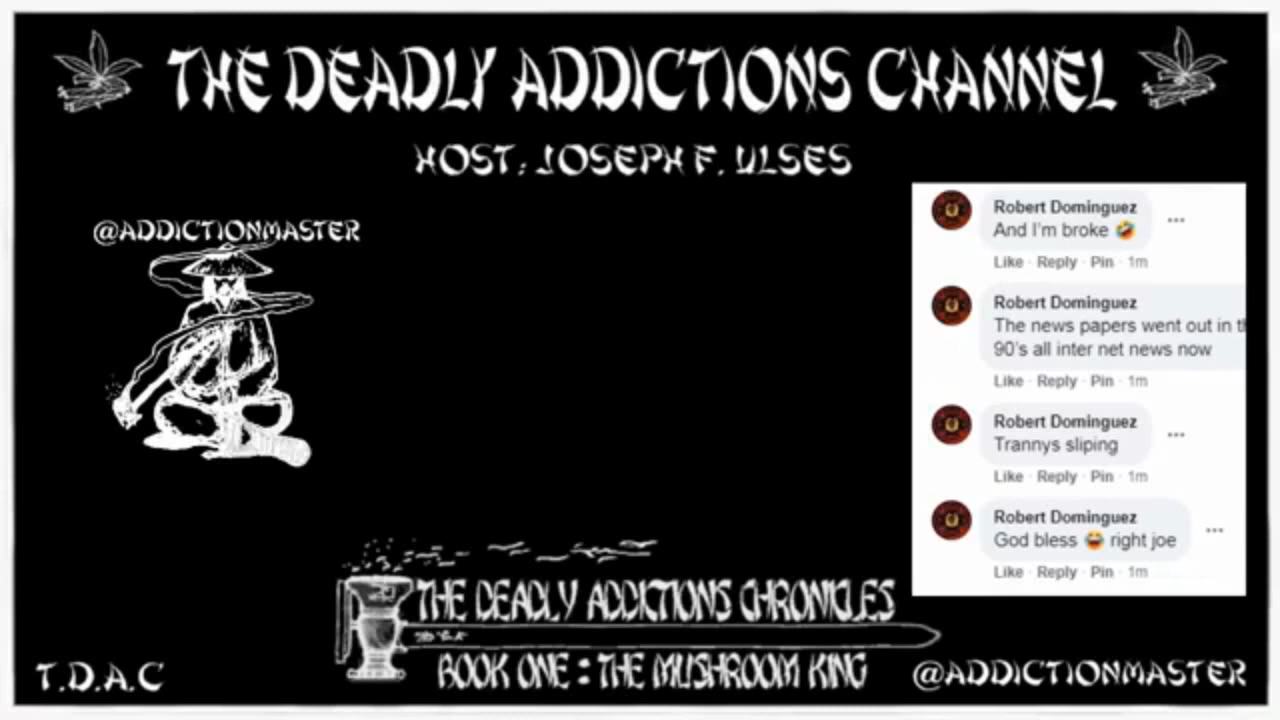 THE DEADLY ADDICTIONS CHANNEL
HOST: JOSEPH F. ULSES
@ADDICTIONMASTER
Robert Dominguez
And I'm broke 🤣
Like · Reply · Pin · 1m
Robert Dominguez
The news papers went out in
90's all inter net news now
Like · Reply · Pin · 1m
Robert Dominguez
Trannys sliping
Like · Reply · Pin · 1m
Robert Dominguez
God bless 😂 right joe
Like · Reply · Pin · 1m
THE DEADLY ADDICTIONS CHRONICLES
BOOK ONE : THE MUSHROOM KING
T.D.A.C
@ADDICTIONMASTER